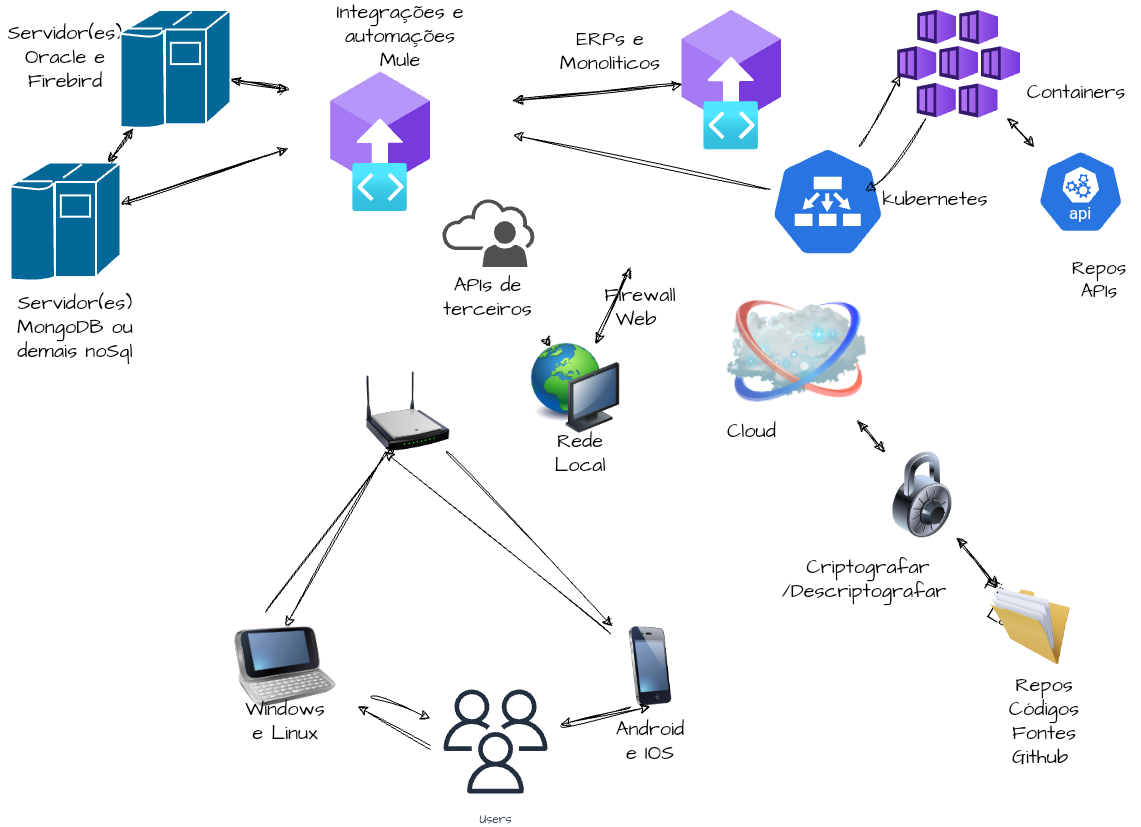 Servidor(es)
Oracle e
Firebird
Integrações e
automações
Mule
ERPs e
Monolíticos
Containers
Kubernetes
api
Repos
APIs
Servidor(es)
MongoDB ou
demais noSql
APIs de
terceiros
Firewall
Web
Rede
Local
Cloud
Criptografar
/Descriptografar
Repos
Códigos
Fontes
Github
Windows
e Linux
Android
e IOS
Users